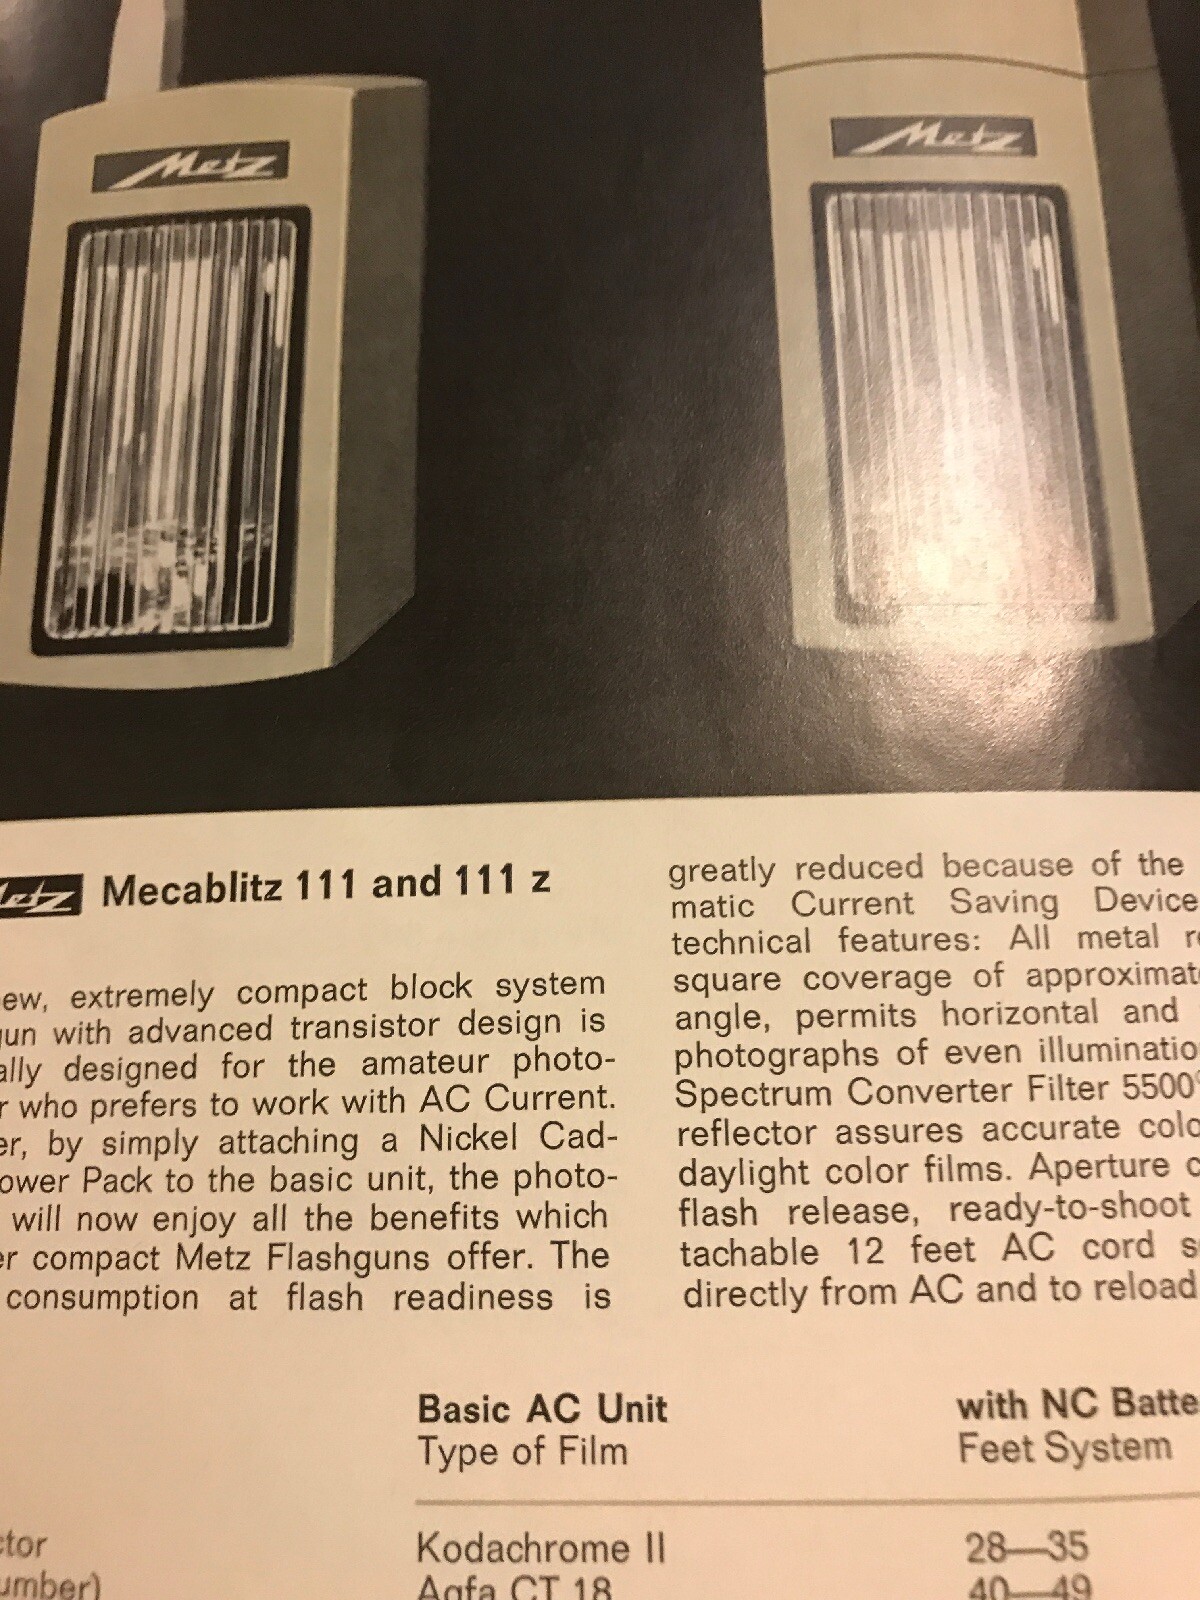 Metz
Metz
Metz Mecablitz 111 and 111 z
ew, extremely compact block system
gun with advanced transistor design is
ally designed for the amateur photo-
r who prefers to work with AC Current.
er, by simply attaching a Nickel Cad-
ower Pack to the basic unit, the photo-
will now enjoy all the benefits which
er compact Metz Flashguns offer. The
consumption at flash readiness is
greatly reduced because of the
matic Current Saving Device
technical features: All metal re
square coverage of approximat
angle, permits horizontal and
photographs of even illuminatio
Spectrum Converter Filter 5500°
reflector assures accurate colo
daylight color films. Aperture c
flash release, ready-to-shoot
tachable 12 feet AC cord s
directly from AC and to reload
Basic AC Unit with NC Batte
Type of Film Feet System
ctor Kodachrome II 28—35
umber) Agfa CT 18 40—49